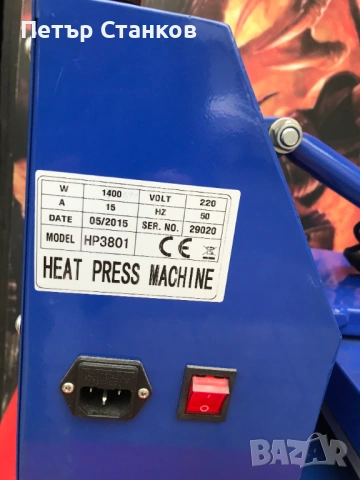 Петър Станков
W 1400 VOLT 220
A 15 HZ 50
DATE 05/2015 SER. NO. 29020
MODEL HP3801 CE
HEAT PRESS MACHINE
BAZAR